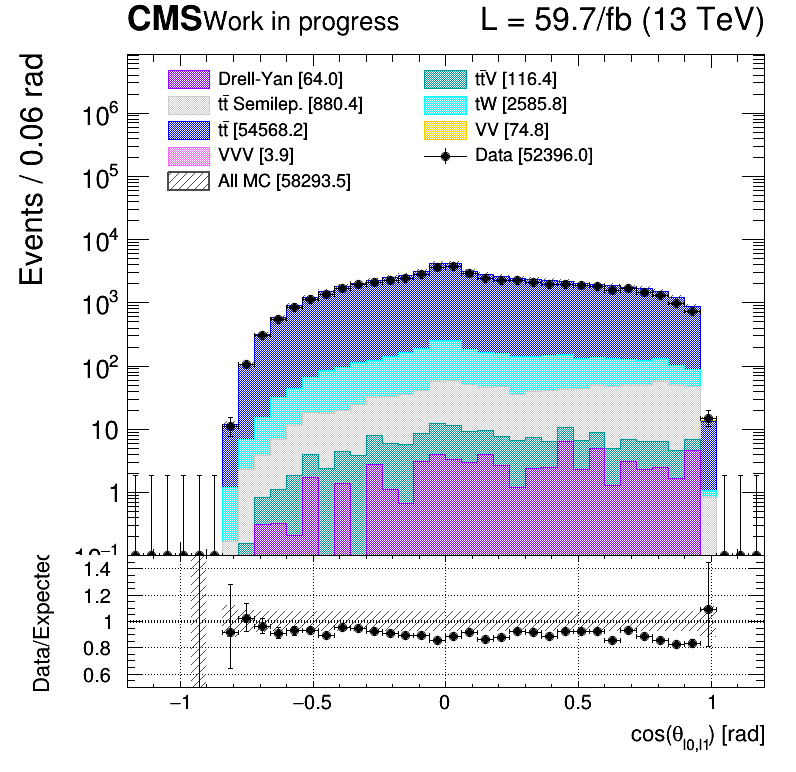 CMS Work in progress L = 59.7/fb (13 TeV)
Events / 0.06 rad
Drell-Yan [64.0] tt̄V [116.4]
tt̄ Semilep. [880.4] tW [2585.8]
tt̄ [54568.2] VV [74.8]
VVV [3.9] Data [52396.0]
All MC [58293.5]
10⁶
10⁵
10⁴
10³
10²
10
1
10⁻¹
Data/Expected
1.4
1.2
1
0.8
0.6
−1 −0.5 0 0.5 1
cos(θ_{l0,l1}) [rad]